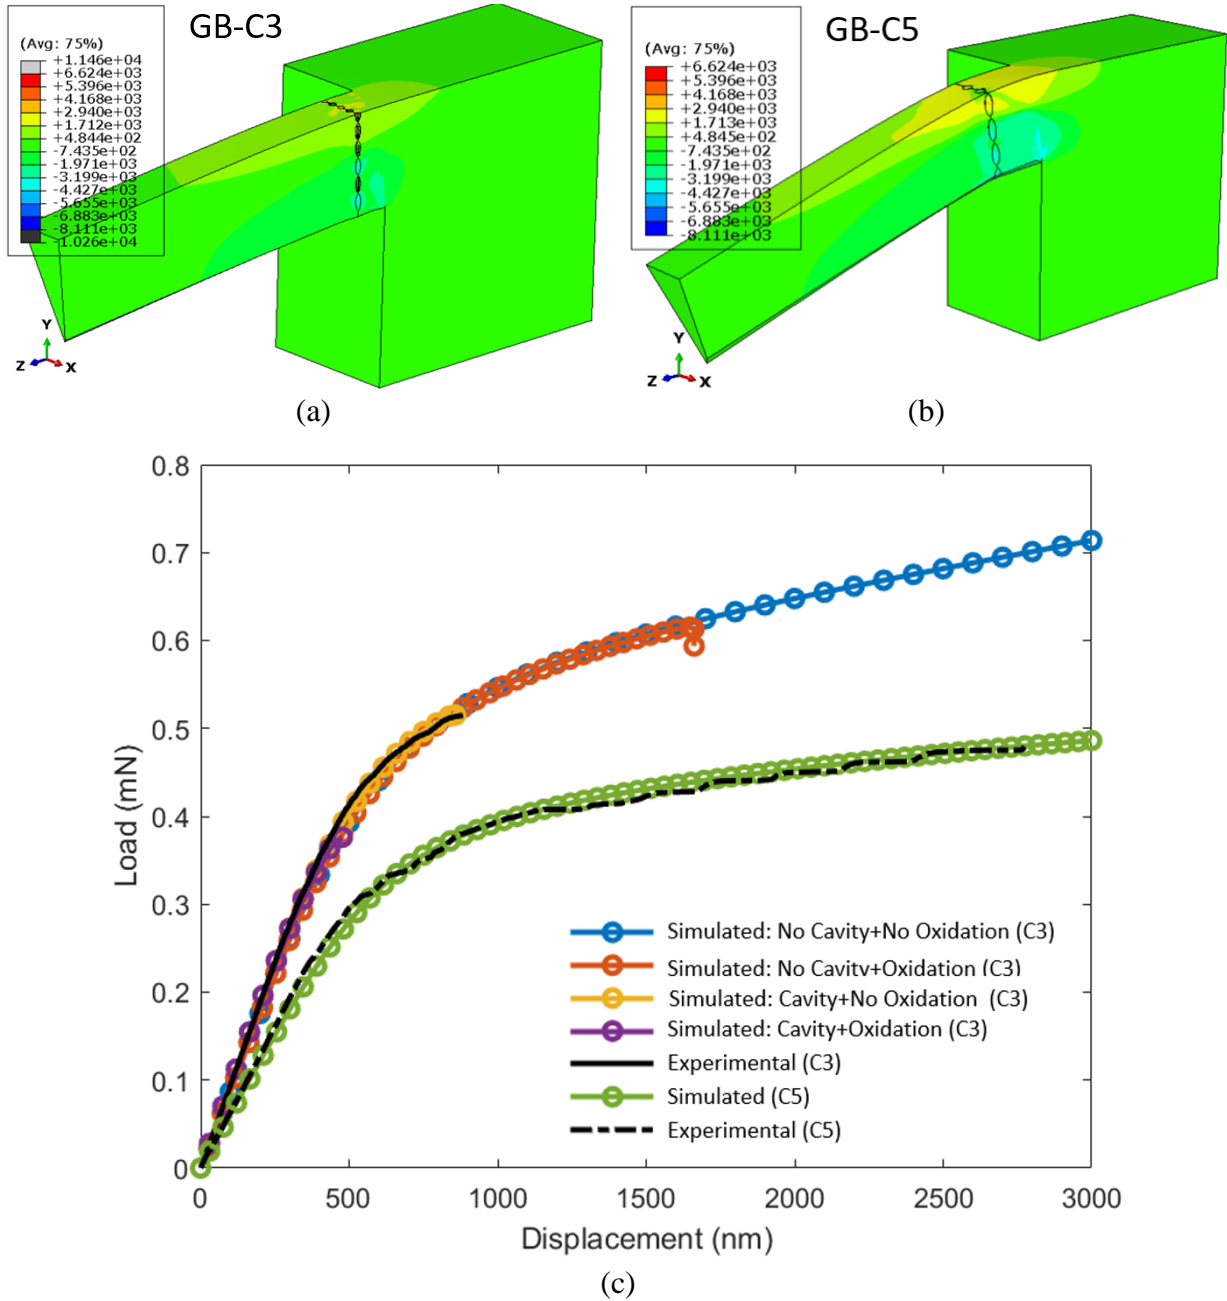 GB-C3
(Avg: 75%)
+1.146e+04
+6.624e+03
+5.396e+03
+4.168e+03
+2.940e+03
+1.712e+03
+4.844e+02
-7.435e+02
-1.971e+03
-3.199e+03
-4.427e+03
-5.655e+03
-6.883e+03
-8.111e+03
-1.026e+04
Y
Z
X
(a)
GB-C5
(Avg: 75%)
+6.624e+03
+5.396e+03
+4.168e+03
+2.940e+03
+1.713e+03
+4.845e+02
-7.435e+02
-1.971e+03
-3.199e+03
-4.427e+03
-5.655e+03
-6.883e+03
-8.111e+03
Y
Z
X
(b)
0.8
0.7
0.6
0.5
0.4
0.3
0.2
0.1
0
Load (mN)
Simulated: No Cavity+No Oxidation (C3)
Simulated: No Cavity+Oxidation (C3)
Simulated: Cavity+No Oxidation (C3)
Simulated: Cavity+Oxidation (C3)
Experimental (C3)
Simulated (C5)
Experimental (C5)
0 500 1000 1500 2000 2500 3000
Displacement (nm)
(c)